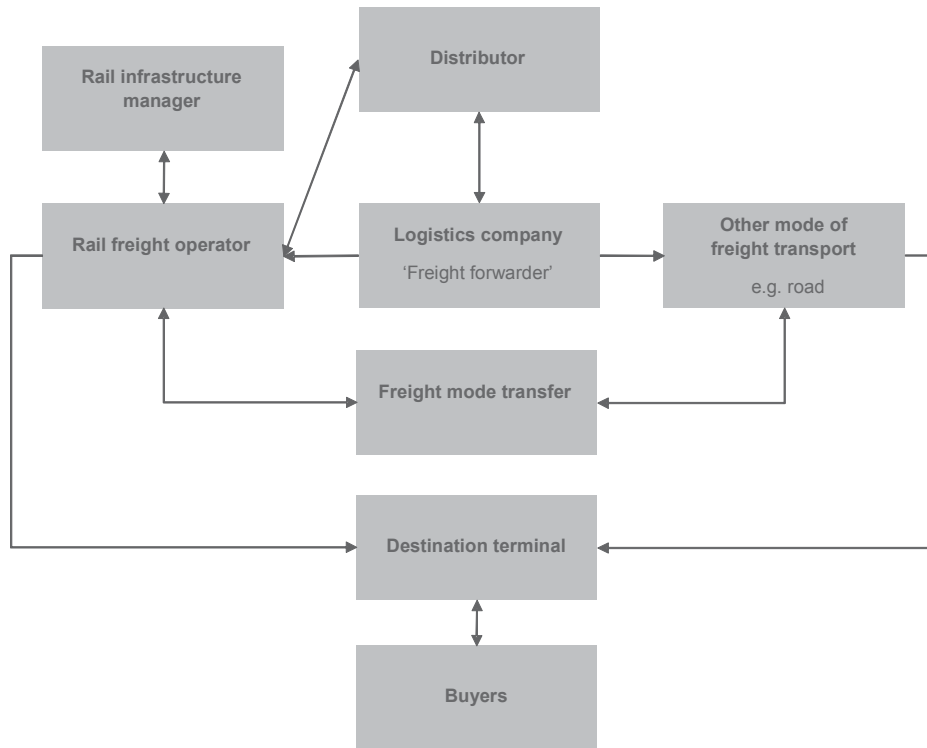 Rail infrastructure
manager
Distributor
Rail freight operator
Logistics company
‘Freight forwarder’
Other mode of
freight transport
e.g. road
Freight mode transfer
Destination terminal
Buyers